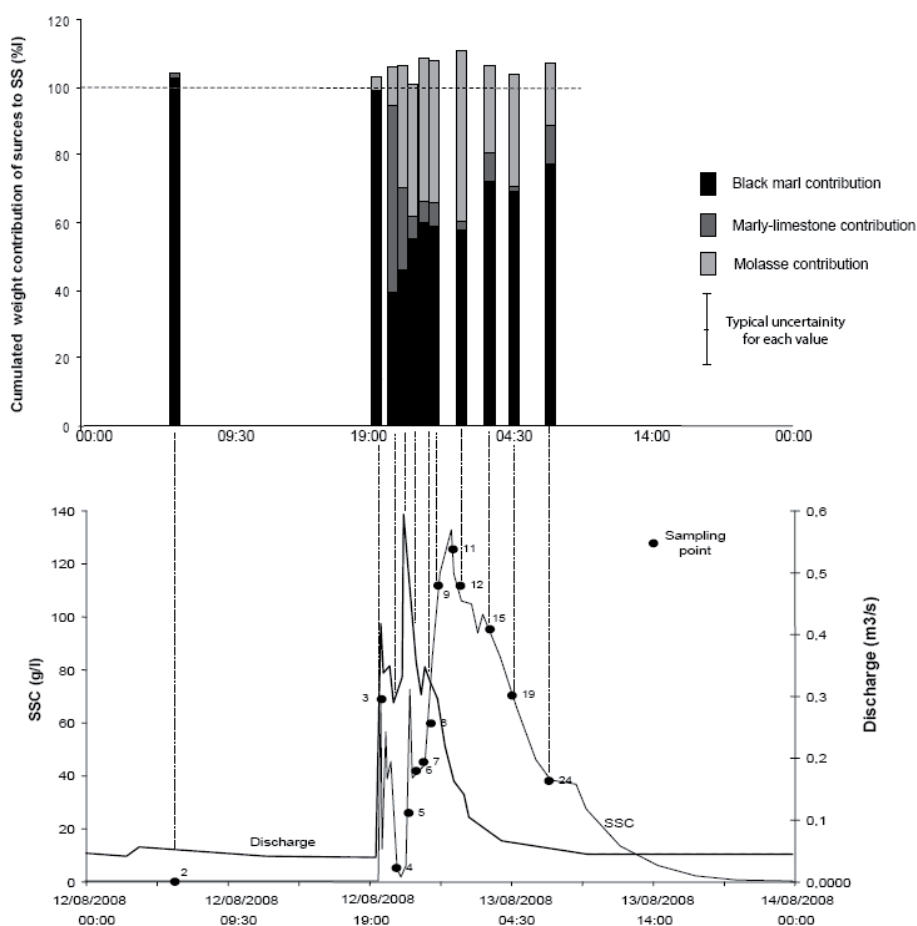 Cumulated weight contribution of surces to SS (%l)
120
100
80
60
40
20
0
00:00 09:30 19:00 04:30 14:00 00:00
Black marl contribution
Marly-limestone contribution
Molasse contribution
Typical uncertainity
for each value
SSC (g/l)
140
120
100
80
60
40
20
0
Discharge (m3/s)
0,6
0,5
0,4
0,3
0,2
0,1
0,0000
Sampling
point
2
3
4
5
6
7
8
9
11
12
15
19
24
Discharge
SSC
12/08/2008 12/08/2008 12/08/2008 13/08/2008 13/08/2008 14/08/2008
00:00 09:30 19:00 04:30 14:00 00:00